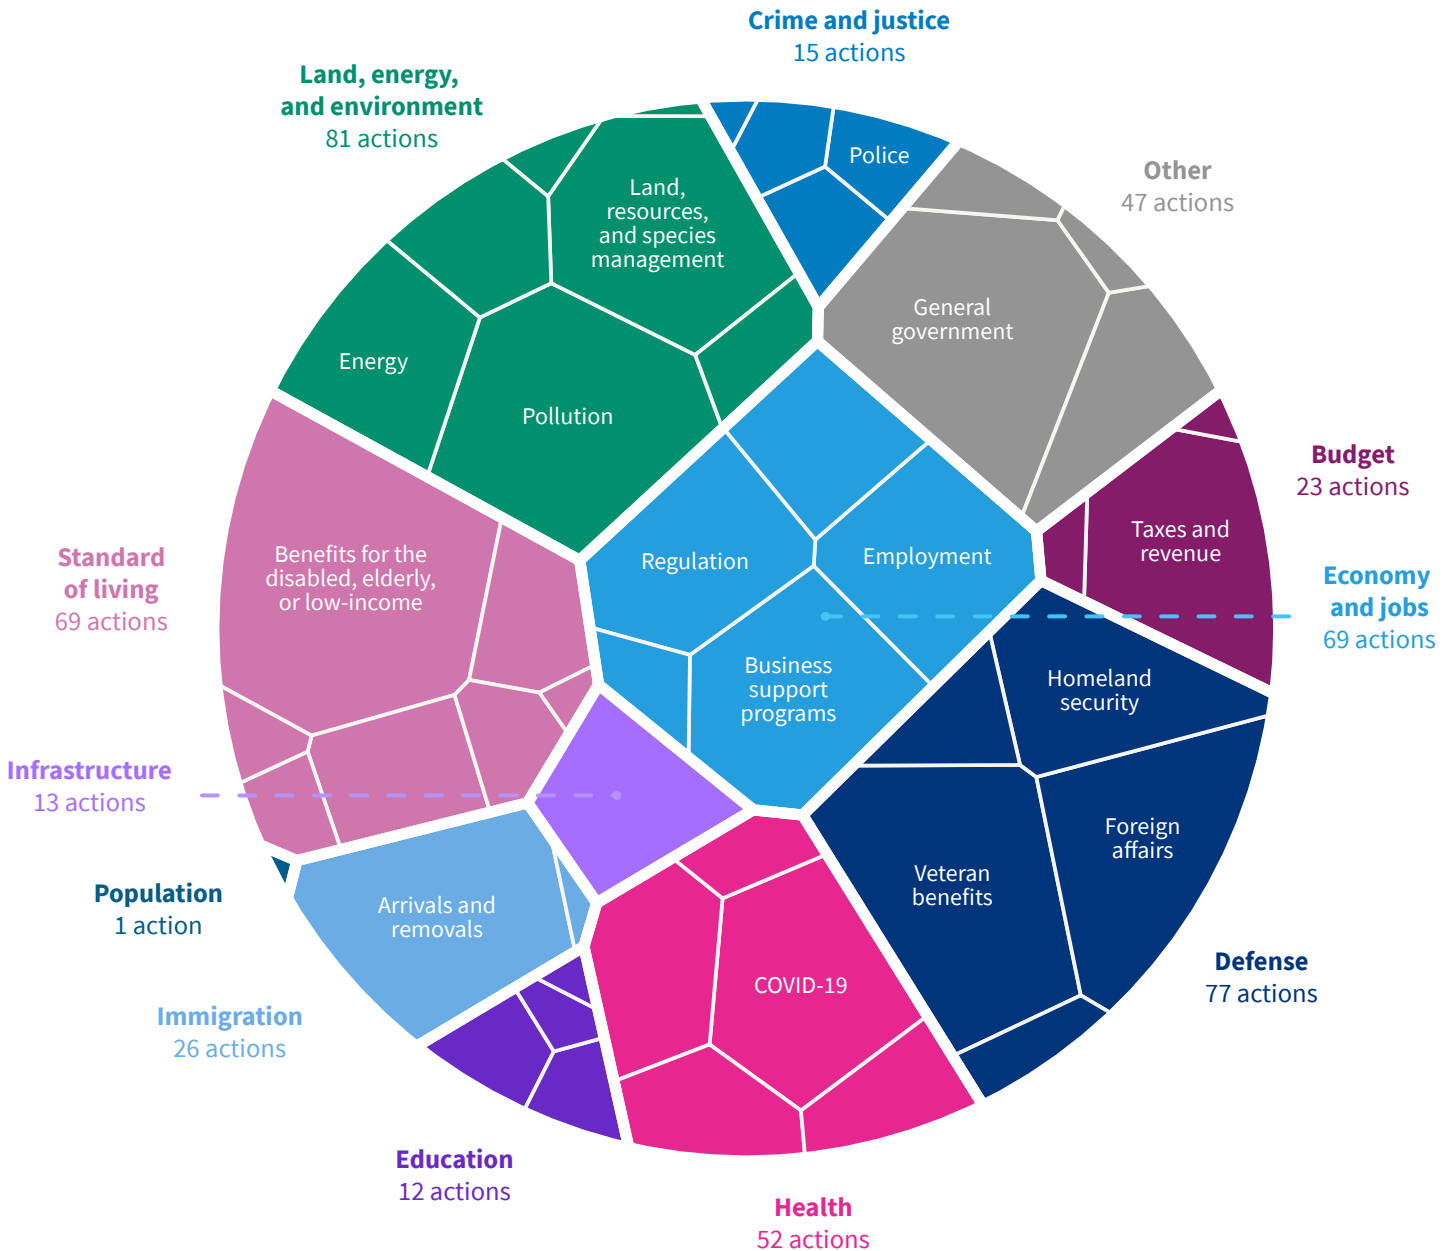 Crime and justice
15 actions
Land, energy,
and environment
81 actions
Police
Other
47 actions
Land,
resources,
and species
management
General
government
Energy
Pollution
Budget
23 actions
Taxes and
revenue
Standard
of living
69 actions
Benefits for the
disabled, elderly,
or low-income
Regulation
Employment
Economy
and jobs
69 actions
Business
support
programs
Homeland
security
Infrastructure
13 actions
Foreign
affairs
Veteran
benefits
Population
1 action
Arrivals and
removals
COVID-19
Defense
77 actions
Immigration
26 actions
Education
12 actions
Health
52 actions